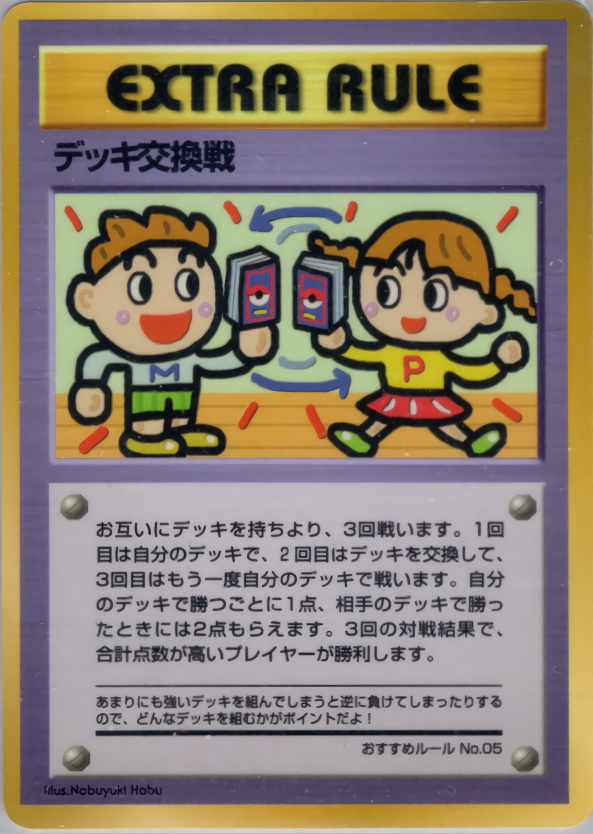 EXTRA RULE
デッキ交換戦
M
P
お互いにデッキを持ちより、3回戦います。1回
目は自分のデッキで、2回目はデッキを交換して、
3回目はもう一度自分のデッキで戦います。自分
のデッキで勝つごとに1点、相手のデッキで勝っ
たときには2点もらえます。3回の対戦結果で、
合計点数が高いプレイヤーが勝利します。
あまりにも強いデッキを組んでしまうと逆に負けてしまったりする
ので、どんなデッキを組むかがポイントだよ！
おすすめルール No.05
Illus.Nobuyuki Habu